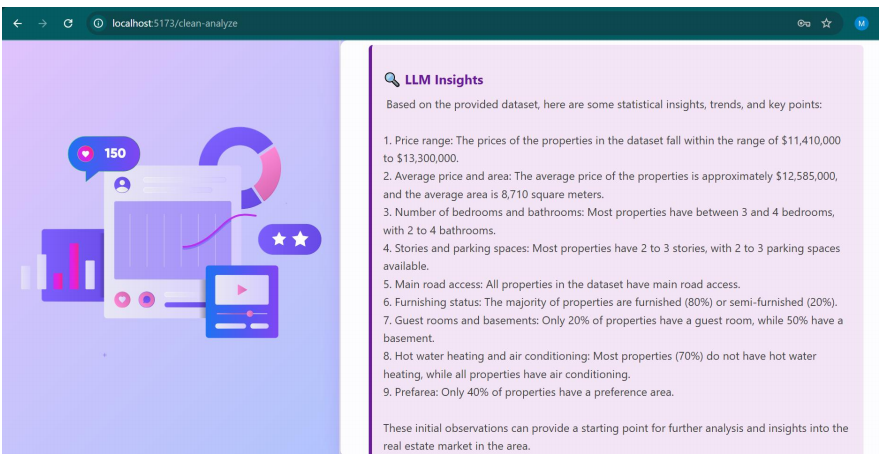 localhost:5173/clean-analyze
M
150
🔍 LLM Insights
Based on the provided dataset, here are some statistical insights, trends, and key points:
1. Price range: The prices of the properties in the dataset fall within the range of $11,410,000
to $13,300,000.
2. Average price and area: The average price of the properties is approximately $12,585,000,
and the average area is 8,710 square meters.
3. Number of bedrooms and bathrooms: Most properties have between 3 and 4 bedrooms,
with 2 to 4 bathrooms.
4. Stories and parking spaces: Most properties have 2 to 3 stories, with 2 to 3 parking spaces
available.
5. Main road access: All properties in the dataset have main road access.
6. Furnishing status: The majority of properties are furnished (80%) or semi-furnished (20%).
7. Guest rooms and basements: Only 20% of properties have a guest room, while 50% have a
basement.
8. Hot water heating and air conditioning: Most properties (70%) do not have hot water
heating, while all properties have air conditioning.
9. Prefarea: Only 40% of properties have a preference area.
These initial observations can provide a starting point for further analysis and insights into the
real estate market in the area.